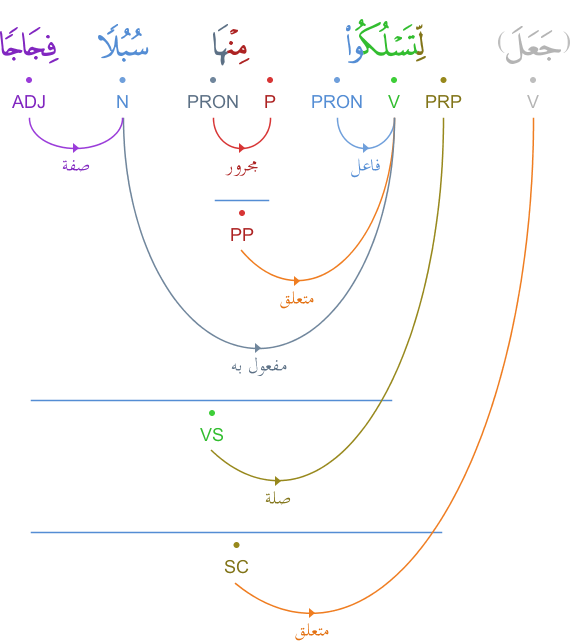 (جَعَلَ) لِّتَسْلُكُوا۟ مِنْهَا سُبُلًا فِجَاجًا
V PRP V PRON P PRON N ADJ
فاعل مجرور صفة
PP
متعلق
مفعول به
VS
صلة
SC
متعلق